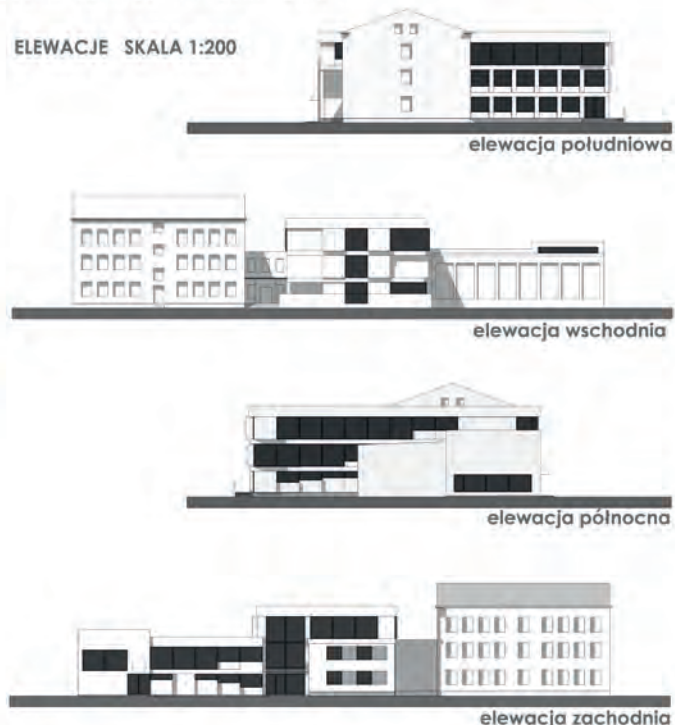 ELEWACJE SKALA 1:200
elewacja południowa
elewacja wschodnia
elewacja północna
elewacja zachodnia